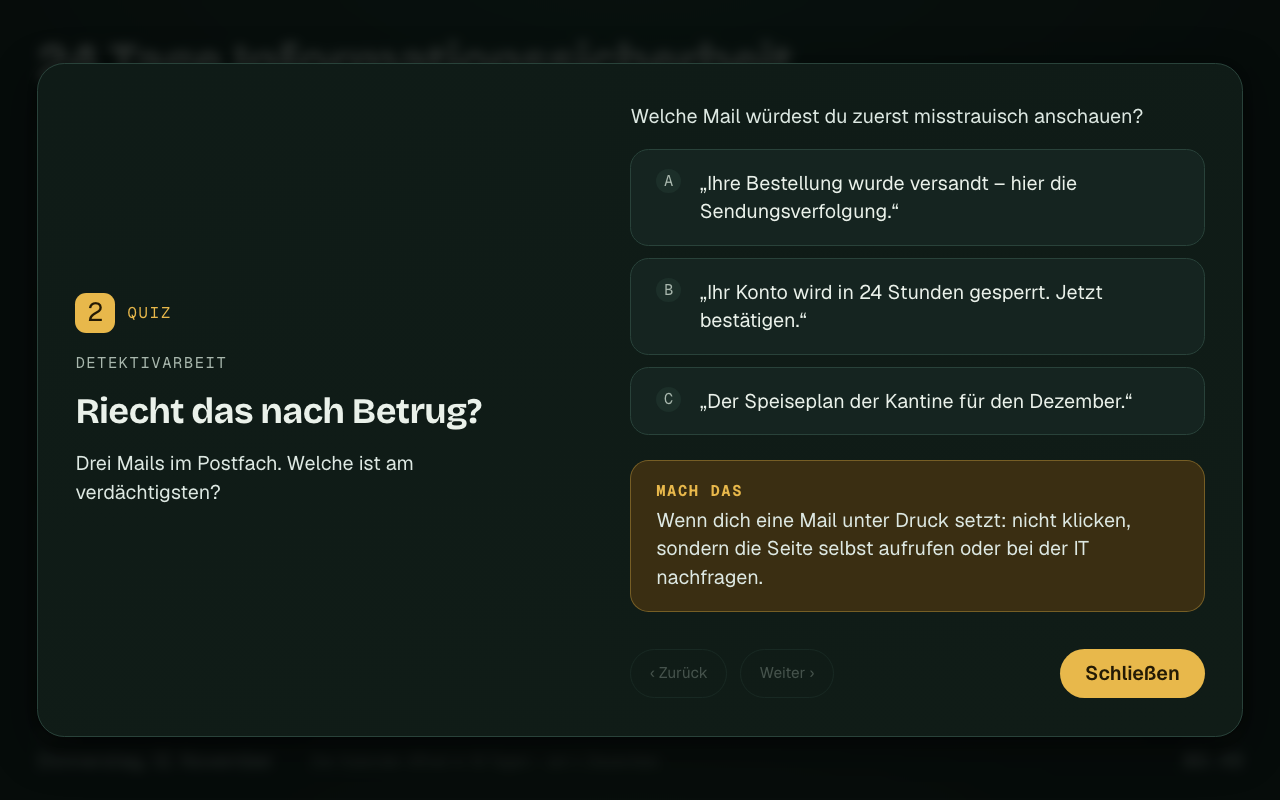 24 Tage Informationssicherheit
2 QUIZ
DETEKTIVARBEIT
Riecht das nach Betrug?
Drei Mails im Postfach. Welche ist am
verdächtigsten?
Welche Mail würdest du zuerst misstrauisch anschauen?
A „Ihre Bestellung wurde versandt – hier die
Sendungsverfolgung.“
B „Ihr Konto wird in 24 Stunden gesperrt. Jetzt
bestätigen.“
C „Der Speiseplan der Kantine für den Dezember.“
MACH DAS
Wenn dich eine Mail unter Druck setzt: nicht klicken,
sondern die Seite selbst aufrufen oder bei der IT
nachfragen.
‹ Zurück Weiter › Schließen